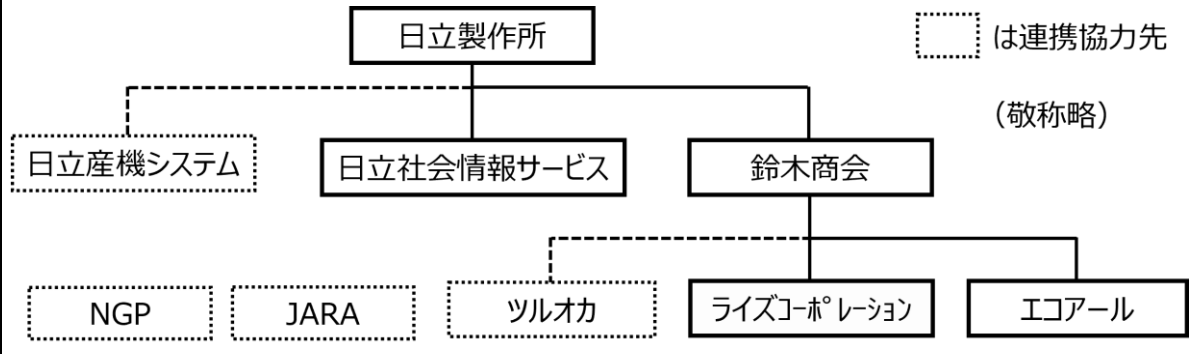 日立製作所
は連携協力先
(敬称略)
日立産機システム
日立社会情報サービス
鈴木商会
NGP
JARA
ツルオカ
ライズｺｰﾎﾟﾚｰｼｮﾝ
エコアール